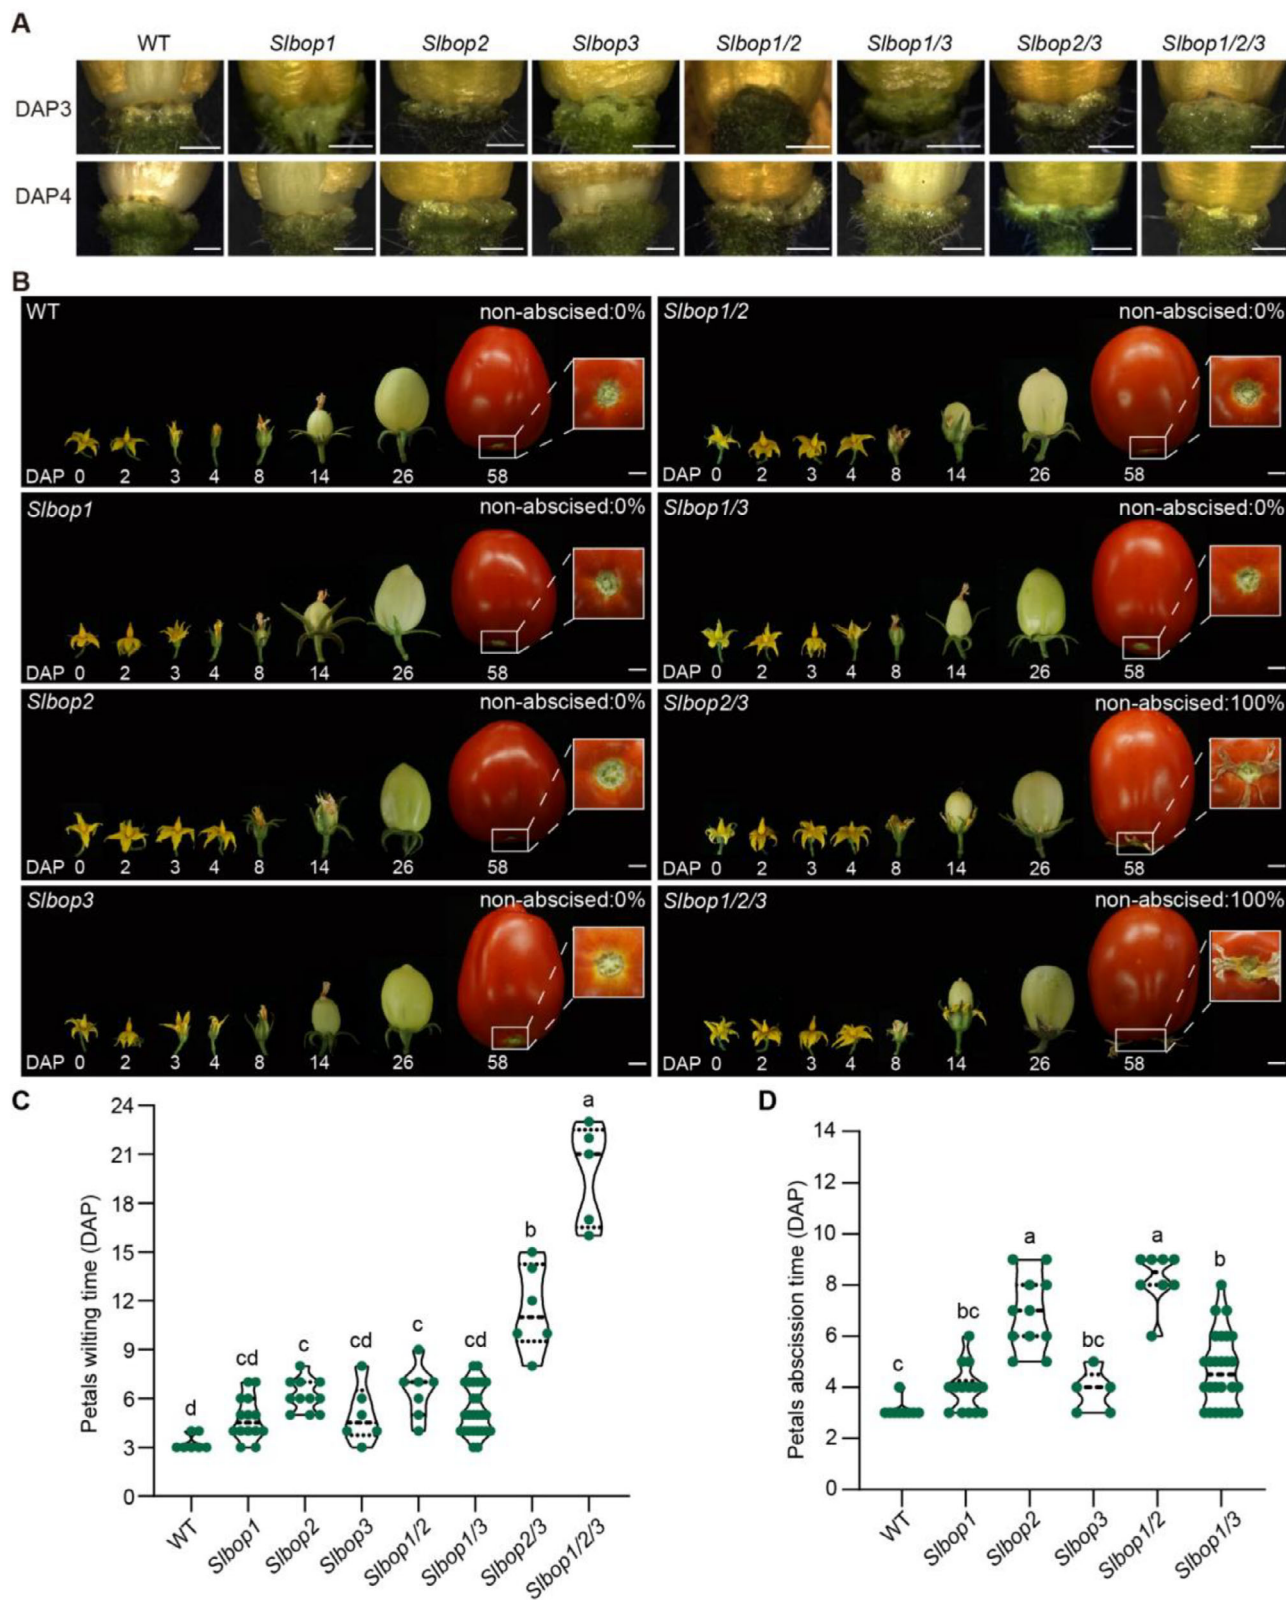 A
WT Slbop1 Slbop2 Slbop3 Slbop1/2 Slbop1/3 Slbop2/3 Slbop1/2/3
DAP3
DAP4
B
WT non-abscised:0%
DAP 0 2 3 4 8 14 26 58
Slbop1/2 non-abscised:0%
DAP 0 2 3 4 8 14 26 58
Slbop1 non-abscised:0%
DAP 0 2 3 4 8 14 26 58
Slbop1/3 non-abscised:0%
DAP 0 2 3 4 8 14 26 58
Slbop2 non-abscised:0%
DAP 0 2 3 4 8 14 26 58
Slbop2/3 non-abscised:100%
DAP 0 2 3 4 8 14 26 58
Slbop3 non-abscised:0%
DAP 0 2 3 4 8 14 26 58
Slbop1/2/3 non-abscised:100%
DAP 0 2 3 4 8 14 26 58
C
Petals wilting time (DAP)
24
21
18
15
12
9
6
3
0
d cd c cd c cd b a
WT Slbop1 Slbop2 Slbop3 Slbop1/2 Slbop1/3 Slbop2/3 Slbop1/2/3
D
Petals abscission time (DAP)
14
12
10
8
6
4
2
0
c bc a bc a b
WT Slbop1 Slbop2 Slbop3 Slbop1/2 Slbop1/3